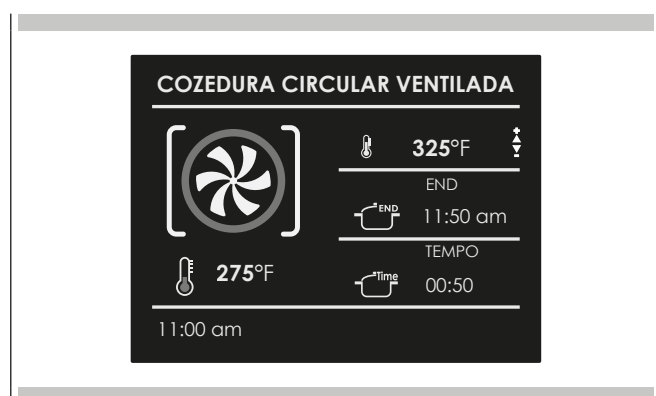 COZEDURA CIRCULAR VENTILADA
325°F
END
END
11:50 am
275°F
TEMPO
Time
00:50
11:00 am